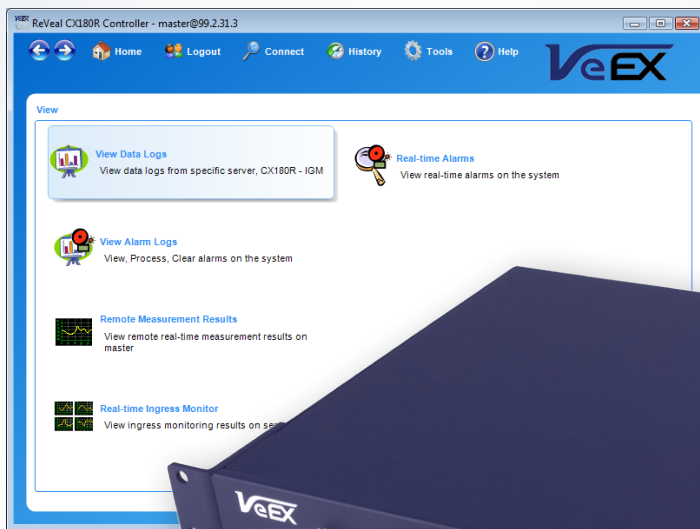 VeEX ReVeal CX180R Controller - master@99.2.31.3
Home Logout Connect History Tools Help
VeEX
View
View Data Logs
View data logs from specific server, CX180R - IGM
Real-time Alarms
View real-time alarms on the system
View Alarm Logs
View, Process, Clear alarms on the system
Remote Measurement Results
View remote real-time measurement results on
master
Real-time Ingress Monitor
View ingress monitoring results on
VeEX